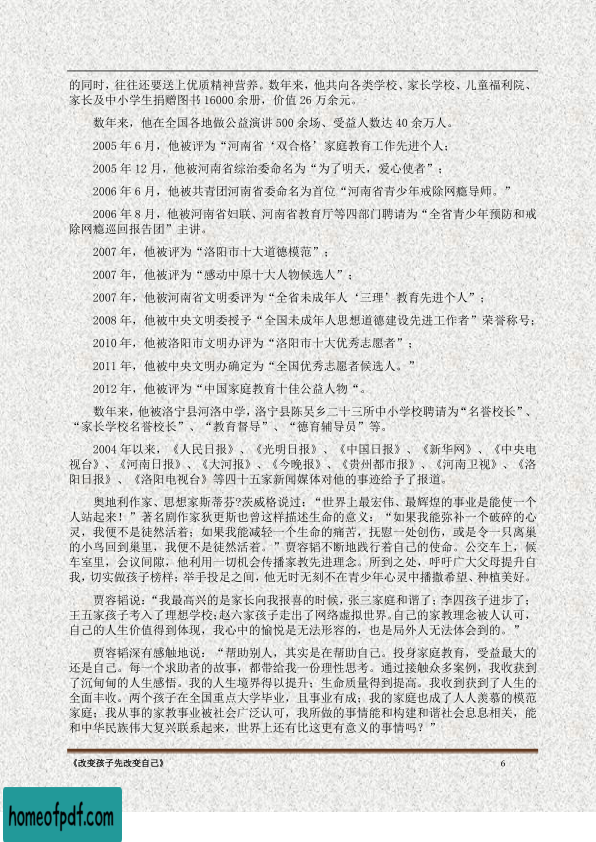 的同时，往往还要送上优质精神营养。数年来，他共向各类学校、家长学校、儿童福利院、
家长及中小学生捐赠图书 16000 余册，价值 26 万余元。
数年来，他在全国各地做公益演讲 500 余场、受益人数达 40 余万人。
2005 年 6 月，他被评为“河南省‘双合格’家庭教育工作先进个人；
2005 年 12 月，他被河南省综治委命名为“为了明天，爱心使者”；
2006 年 6 月，他被共青团河南省委命名为首位“河南省青少年戒除网瘾导师。”
2006 年 8 月，他被河南省妇联、河南省教育厅等四部门聘请为“全省青少年预防和戒
除网瘾巡回报告团”主讲。
2007 年，他被评为“洛阳市十大道德模范”；
2007 年，他被评为“感动中原十大人物候选人”；
2007 年，他被河南省文明委评为“全省未成年人‘三理’教育先进个人”；
2008 年，他被中央文明委授予“全国未成年人思想道德建设先进工作者”荣誉称号；
2010 年，他被洛阳市文明办评为“洛阳市十大优秀志愿者”；
2011 年，他被中央文明办确定为“全国优秀志愿者候选人。”
2012 年，他被评为“中国家庭教育十佳公益人物“。
数年来，他被洛宁县河洛中学，洛宁县陈吴乡二十三所中小学校聘请为“名誉校长”、
“家长学校名誉校长”、“教育督导”、“德育辅导员”等。
2004 年以来，《人民日报》、《光明日报》、《中国日报》、《新华网》、《中央电
视台》、《河南日报》、《大河报》、《今晚报》、《贵州都市报》、《河南卫视》、《洛
阳日报》、《洛阳电视台》等四十五家新闻媒体对他的事迹给予了报道。
奥地利作家、思想家斯蒂芬?茨威格说过：“世界上最宏伟、最辉煌的事业是能使一个
人站起来！”著名剧作家狄更斯也曾这样描述生命的意义：“如果我能弥补一个破碎的心
灵，我便不是徒然活着；如果我能减轻一个生命的痛苦，抚慰一处创伤，或是令一只离巢
的小鸟回到巢里，我便不是徒然活着。”贾容韬不断地践行着自己的使命。公交车上，候
车室里，会议间隙，他利用一切机会传播家教先进理念。所到之处，呼吁广大父母提升自
我，切实做孩子榜样；举手投足之间，他无时无刻不在青少年心灵中播撒希望、种植美好。
贾容韬说：“我最高兴的是家长向我报喜的时候，张三家庭和谐了；李四孩子进步了；
王五家孩子考入了理想学校；赵六家孩子走出了网络虚拟世界。自己的家教理念被人认可，
自己的人生价值得到体现，我心中的愉悦是无法形容的，也是局外人无法体会到的。”
贾容韬深有感触地说：“帮助别人，其实是在帮助自己。投身家庭教育，受益最大的
还是自己。每一个求助者的故事，都带给我一份理性思考。通过接触众多案例，我收获到
了沉甸甸的人生感悟。我的人生境界得以提升；生命质量得到提高。我收到获到了人生的
全面丰收。两个孩子在全国重点大学毕业，且事业有成；我的家庭也成了人人羡慕的模范
家庭；我从事的家教事业被社会广泛认可，我所做的事情能和构建和谐社会息息相关，能
和中华民族伟大复兴联系起来，世界上还有比这更有意义的事情吗？”
《改变孩子先改变自己》 6
homeofpdf.com